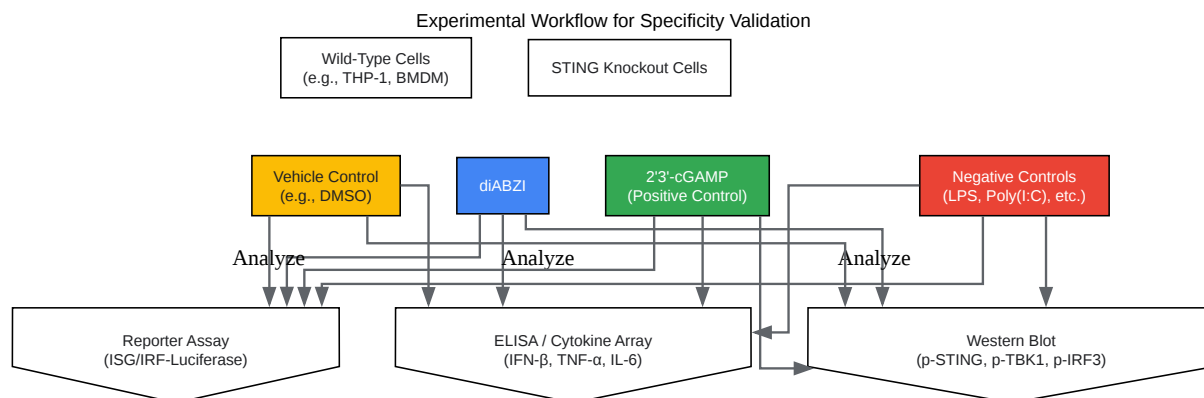 Experimental Workflow for Specificity Validation
Wild-Type Cells
(e.g., THP-1, BMDM)
STING Knockout Cells
Vehicle Control
(e.g., DMSO)
diABZI
2'3'-cGAMP
(Positive Control)
Negative Controls
(LPS, Poly(I:C), etc.)
Analyze
Analyze
Analyze
Reporter Assay
(ISG/IRF-Luciferase)
ELISA / Cytokine Array
(IFN-β, TNF-α, IL-6)
Western Blot
(p-STING, p-TBK1, p-IRF3)